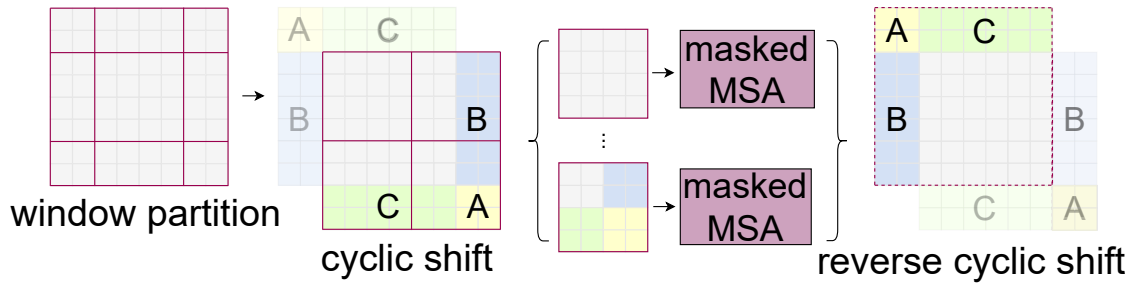 A
C
B
B
C
A
masked
MSA
⋮
masked
MSA
A
C
B
B
C
A
window partition
cyclic shift
reverse cyclic shift